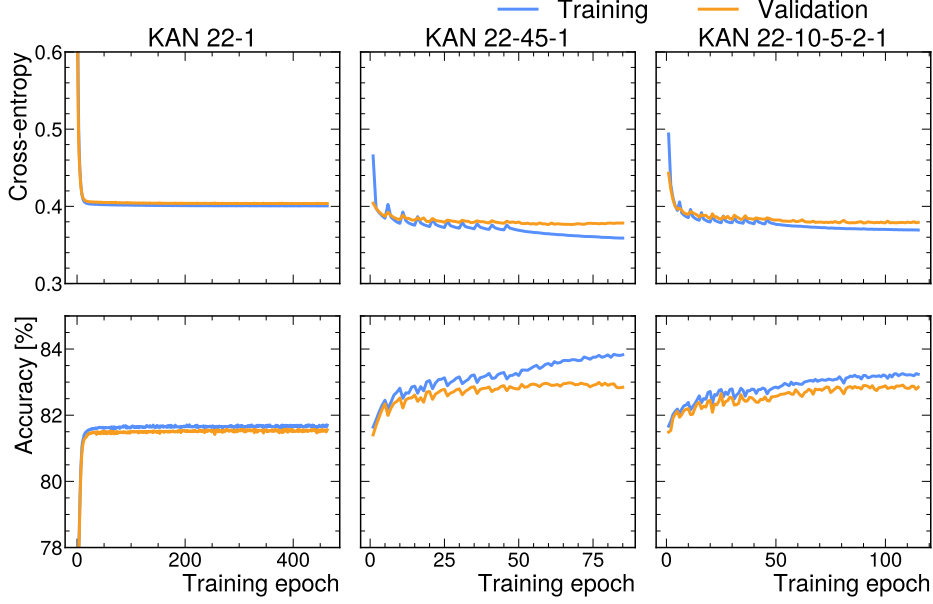 Training Validation
KAN 22-1 KAN 22-45-1 KAN 22-10-5-2-1
Cross-entropy
0.6
0.5
0.4
0.3
Accuracy [%]
84
82
80
78
0 200 400 0 25 50 75 0 50 100
Training epoch Training epoch Training epoch